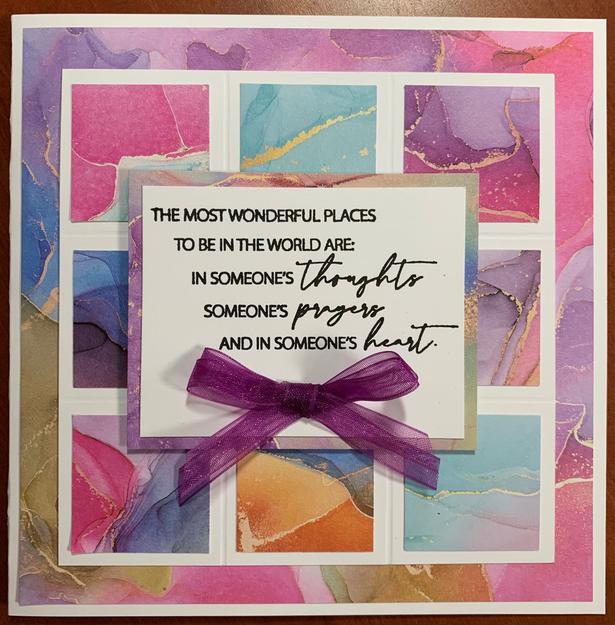 THE MOST WONDERFUL PLACES
TO BE IN THE WORLD ARE:
IN SOMEONE'S thoughts
SOMEONE'S prayers
AND IN SOMEONE'S heart.